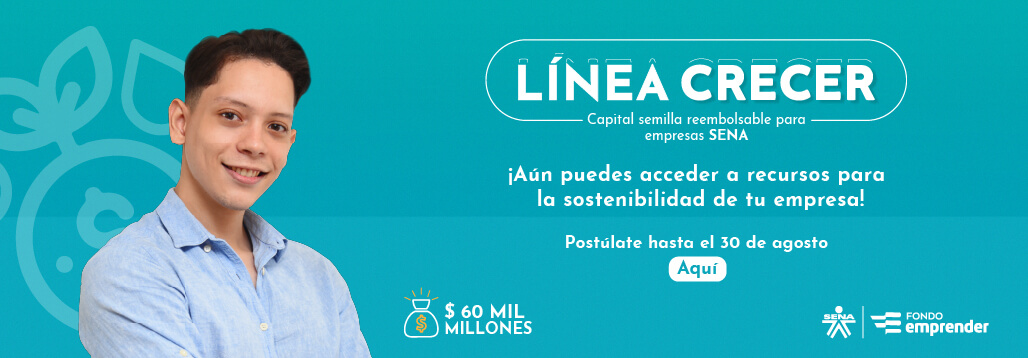 LÍNEA CRECER
Capital semilla reembolsable para
empresas SENA
¡Aún puedes acceder a recursos para
la sostenibilidad de tu empresa!
Postúlate hasta el 30 de agosto
Aquí
$ 60 MIL
MILLONES
SENA
FONDO
emprender